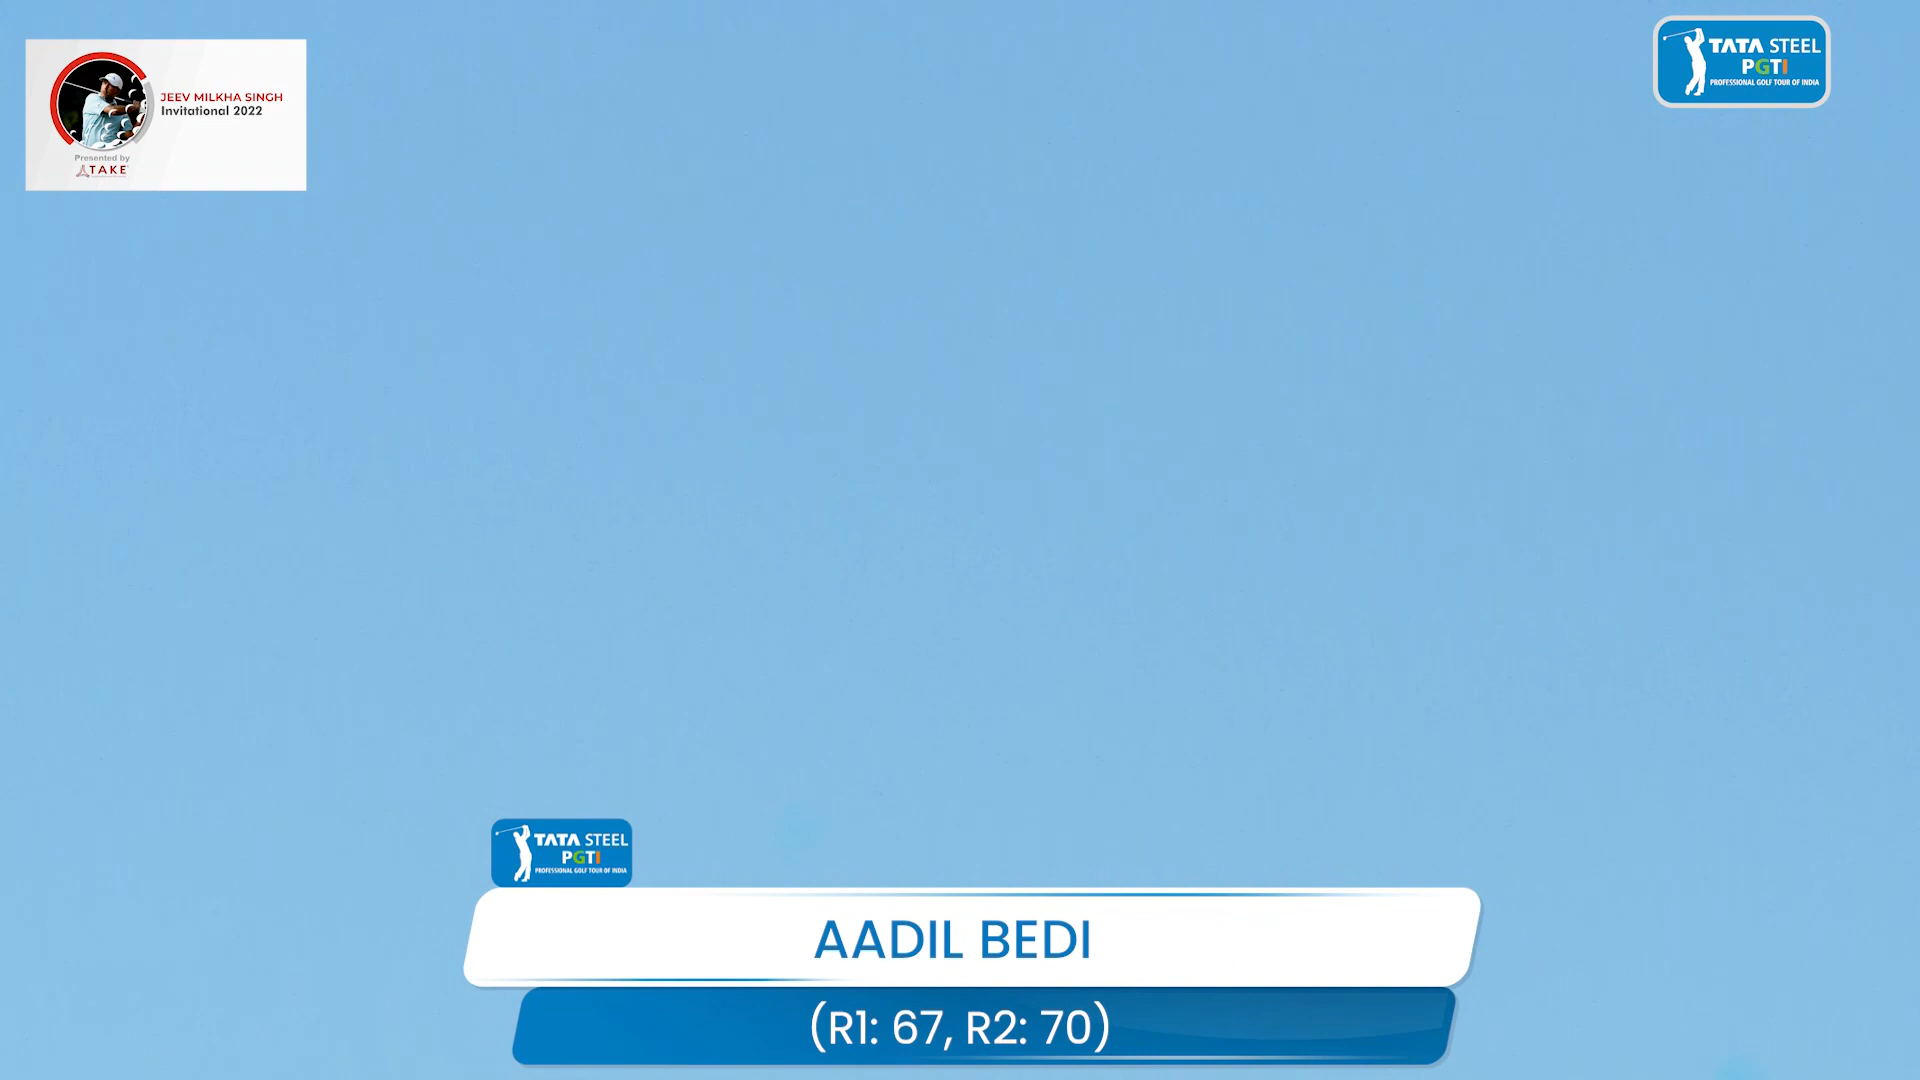 JEEV MILKHA SINGH
Invitational 2022
Presented by
TAKE
TATA STEEL
PGTI
PROFESSIONAL GOLF TOUR OF INDIA
TATA STEEL
PGTI
PROFESSIONAL GOLF TOUR OF INDIA
AADIL BEDI
(R1: 67, R2: 70)